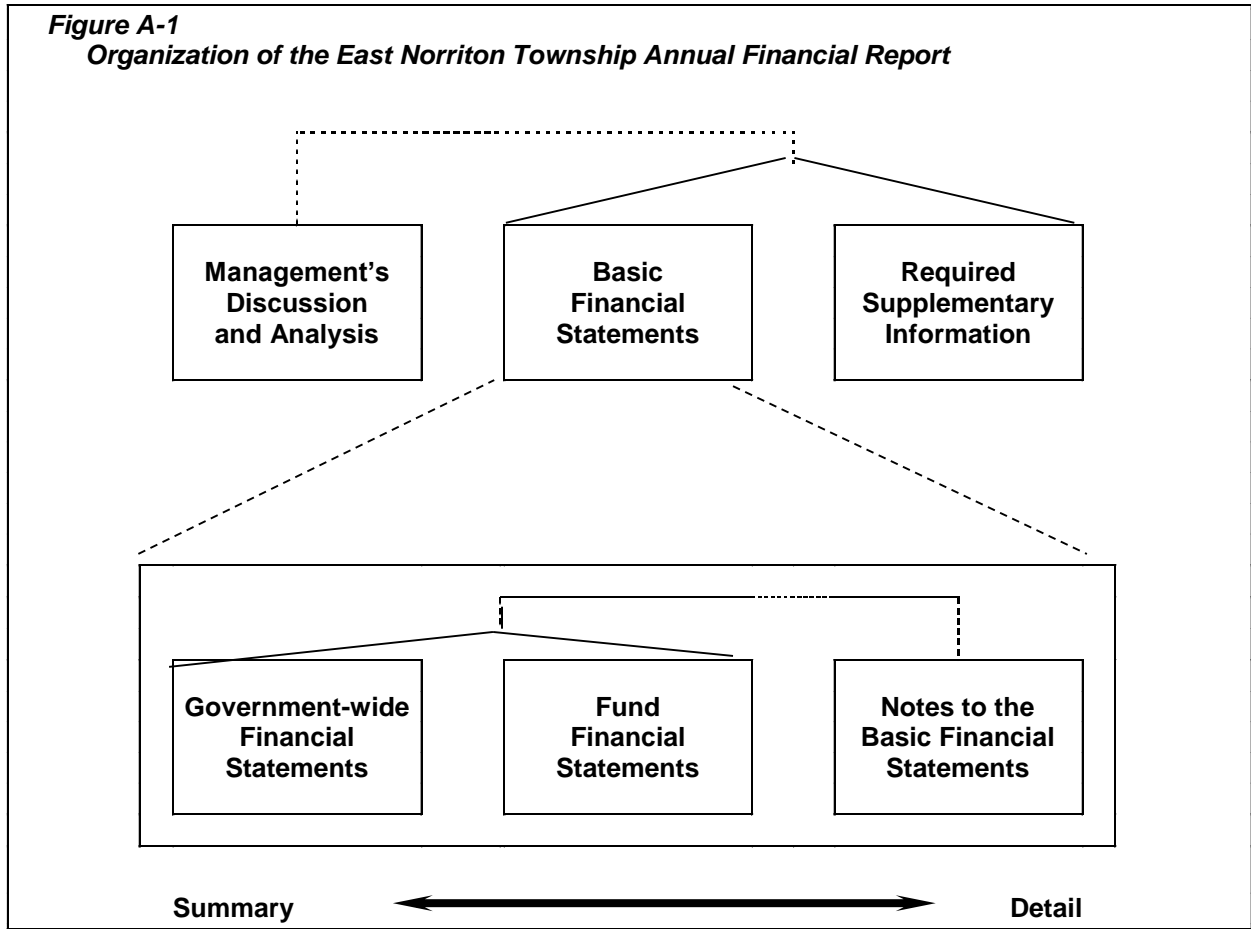 Figure A-1
Organization of the East Norriton Township Annual Financial Report
Management’s
Discussion
and Analysis
Basic
Financial
Statements
Required
Supplementary
Information
Government-wide
Financial
Statements
Fund
Financial
Statements
Notes to the
Basic Financial
Statements
Summary
Detail